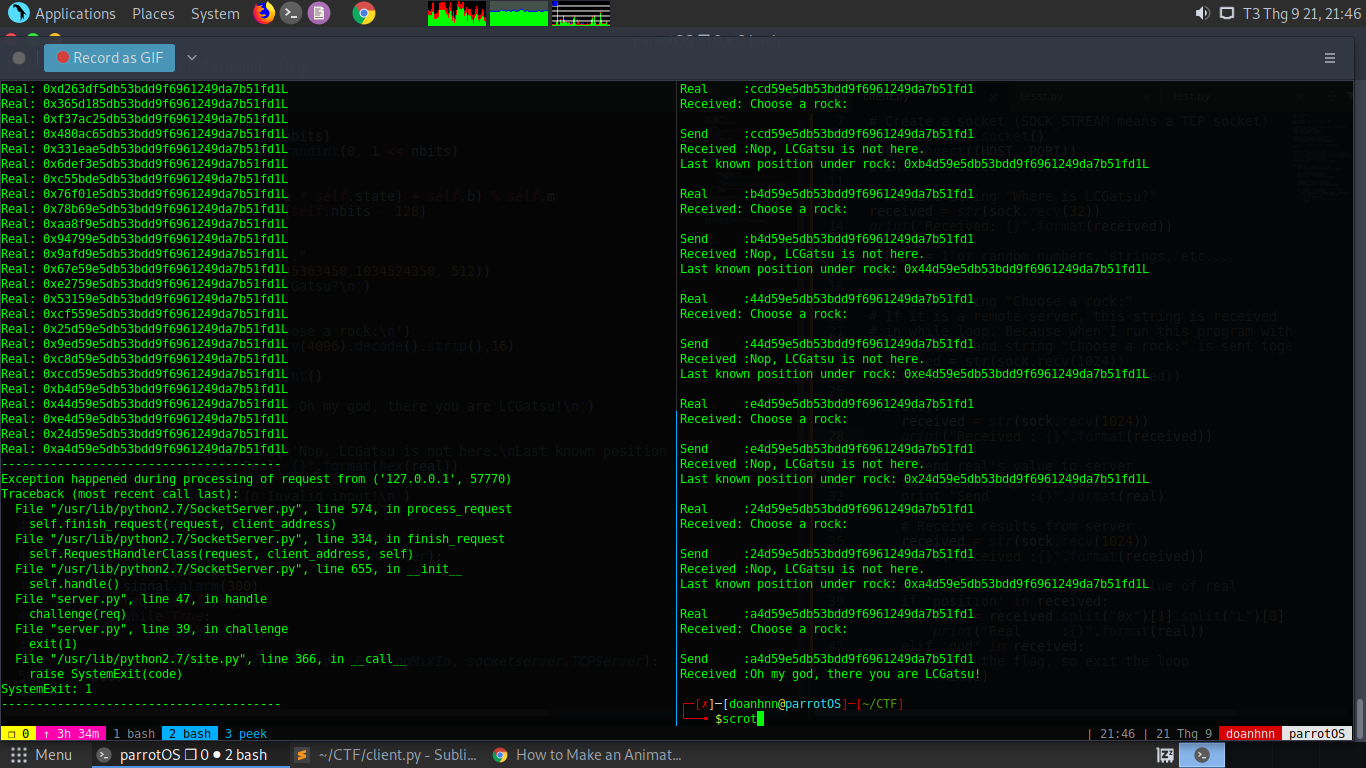 Applications Places System
T3 Thg 9 21, 21:46
Record as GIF
Real: 0xd263df5db53bdd9f6961249da7b51fd1L
Real: 0x365d185db53bdd9f6961249da7b51fd1L
Real: 0xf37ac25db53bdd9f6961249da7b51fd1L
Real: 0x480ac65db53bdd9f6961249da7b51fd1L
Real: 0x331eae5db53bdd9f6961249da7b51fd1L
Real: 0x6def3e5db53bdd9f6961249da7b51fd1L
Real: 0xc55bde5db53bdd9f6961249da7b51fd1L
Real: 0x76f01e5db53bdd9f6961249da7b51fd1L
Real: 0x78b69e5db53bdd9f6961249da7b51fd1L
Real: 0xaa8f9e5db53bdd9f6961249da7b51fd1L
Real: 0x94799e5db53bdd9f6961249da7b51fd1L
Real: 0x9afd9e5db53bdd9f6961249da7b51fd1L
Real: 0x67e59e5db53bdd9f6961249da7b51fd1L
Real: 0xe2759e5db53bdd9f6961249da7b51fd1L
Real: 0x53159e5db53bdd9f6961249da7b51fd1L
Real: 0xcf559e5db53bdd9f6961249da7b51fd1L
Real: 0x25d59e5db53bdd9f6961249da7b51fd1L
Real: 0x9ed59e5db53bdd9f6961249da7b51fd1L
Real: 0xc8d59e5db53bdd9f6961249da7b51fd1L
Real: 0xccd59e5db53bdd9f6961249da7b51fd1L
Real: 0xb4d59e5db53bdd9f6961249da7b51fd1L
Real: 0x44d59e5db53bdd9f6961249da7b51fd1L
Real: 0xe4d59e5db53bdd9f6961249da7b51fd1L
Real: 0x24d59e5db53bdd9f6961249da7b51fd1L
Real: 0xa4d59e5db53bdd9f6961249da7b51fd1L
----------------------------------------
Exception happened during processing of request from ('127.0.0.1', 57770)
Traceback (most recent call last):
File "/usr/lib/python2.7/SocketServer.py", line 574, in process_request
self.finish_request(request, client_address)
File "/usr/lib/python2.7/SocketServer.py", line 334, in finish_request
self.RequestHandlerClass(request, client_address, self)
File "/usr/lib/python2.7/SocketServer.py", line 655, in __init__
self.handle()
File "server.py", line 47, in handle
challenge(req)
File "server.py", line 39, in challenge
exit(1)
File "/usr/lib/python2.7/site.py", line 366, in __call__
raise SystemExit(code)
SystemExit: 1
----------------------------------------
Real :ccd59e5db53bdd9f6961249da7b51fd1
Received: Choose a rock:
Send :ccd59e5db53bdd9f6961249da7b51fd1
Received :Nop, LCGatsu is not here.
Last known position under rock: 0xb4d59e5db53bdd9f6961249da7b51fd1L
Real :b4d59e5db53bdd9f6961249da7b51fd1
Received: Choose a rock:
Send :b4d59e5db53bdd9f6961249da7b51fd1
Received :Nop, LCGatsu is not here.
Last known position under rock: 0x44d59e5db53bdd9f6961249da7b51fd1L
Real :44d59e5db53bdd9f6961249da7b51fd1
Received: Choose a rock:
Send :44d59e5db53bdd9f6961249da7b51fd1
Received :Nop, LCGatsu is not here.
Last known position under rock: 0xe4d59e5db53bdd9f6961249da7b51fd1L
Real :e4d59e5db53bdd9f6961249da7b51fd1
Received: Choose a rock:
Send :e4d59e5db53bdd9f6961249da7b51fd1
Received :Nop, LCGatsu is not here.
Last known position under rock: 0x24d59e5db53bdd9f6961249da7b51fd1L
Real :24d59e5db53bdd9f6961249da7b51fd1
Received: Choose a rock:
Send :24d59e5db53bdd9f6961249da7b51fd1
Received :Nop, LCGatsu is not here.
Last known position under rock: 0xa4d59e5db53bdd9f6961249da7b51fd1L
Real :a4d59e5db53bdd9f6961249da7b51fd1
Received: Choose a rock:
Send :a4d59e5db53bdd9f6961249da7b51fd1
Received :Oh my god, there you are LCGatsu!
┌─[✗]─[doanhnn@parrotOS]─[~/CTF]
└──╼ $scrot
❐ 0 ↑ 3h 34m 1 bash 2 bash 3 peek
| 21:46 | 21 Thg 9 doanhnn parrotOS
Menu parrotOS ❐ 0 ● 2 bash ~/CTF/client.py - Subli... How to Make an Animat...